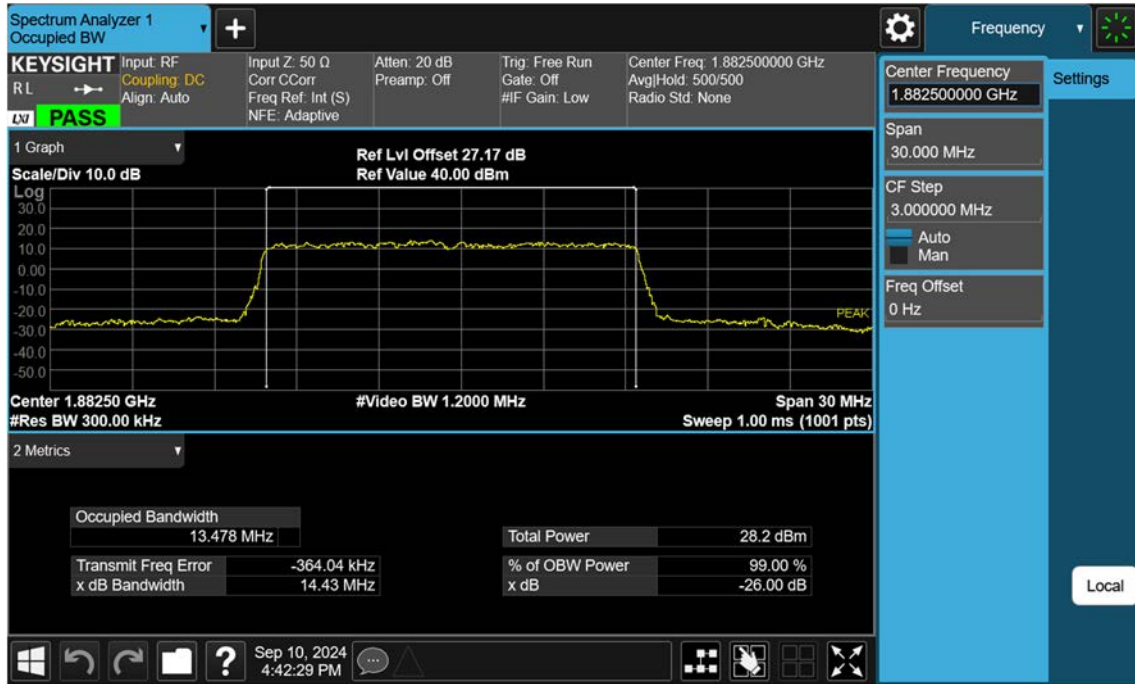 Spectrum Analyzer 1
Occupied BW
Frequency
KEYSIGHT
RL
LXI PASS
Input: RF
Coupling: DC
Align: Auto
Input Z: 50 Ω
Corr CCorr
Freq Ref: Int (S)
NFE: Adaptive
Atten: 20 dB
Preamp: Off
Trig: Free Run
Gate: Off
#IF Gain: Low
Center Freq: 1.882500000 GHz
Avg|Hold: 500/500
Radio Std: None
1 Graph
Scale/Div 10.0 dB
Ref Lvl Offset 27.17 dB
Ref Value 40.00 dBm
Log
30.0
20.0
10.0
0.00
-10.0
-20.0
-30.0
-40.0
-50.0
PEAK
Center 1.88250 GHz
#Video BW 1.2000 MHz
Span 30 MHz
#Res BW 300.00 kHz
Sweep 1.00 ms (1001 pts)
2 Metrics
Occupied Bandwidth
13.478 MHz
Total Power 28.2 dBm
Transmit Freq Error -364.04 kHz
% of OBW Power 99.00 %
x dB Bandwidth 14.43 MHz
x dB -26.00 dB
Sep 10, 2024
4:42:29 PM
Center Frequency
1.882500000 GHz
Span
30.000 MHz
CF Step
3.000000 MHz
Auto
Man
Freq Offset
0 Hz
Settings
Local